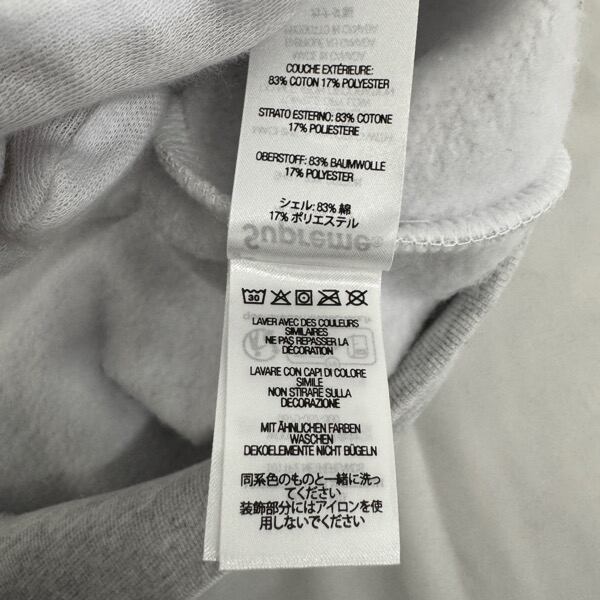 COUCHE EXTÉRIEURE:
83% COTON 17% POLYESTER
STRATO ESTERNO: 83% COTONE
17% POLIESTERE
OBERSTOFF: 83% BAUMWOLLE
17% POLYESTER
シェル: 83% 綿
17% ポリエステル
Supreme®
30
LAVER AVEC DES COULEURS
SIMILAIRES
NE PAS REPASSER LA
DÉCORATION
LAVARE CON CAPI DI COLORE
SIMILE
NON STIRARE SULLA
DECORAZIONE
MIT ÄHNLICHEN FARBEN
WASCHEN
DEKOELEMENTE NICHT BÜGELN
同系色のものと一緒に洗っ
てください
装飾部分にはアイロンを使
用しないでください